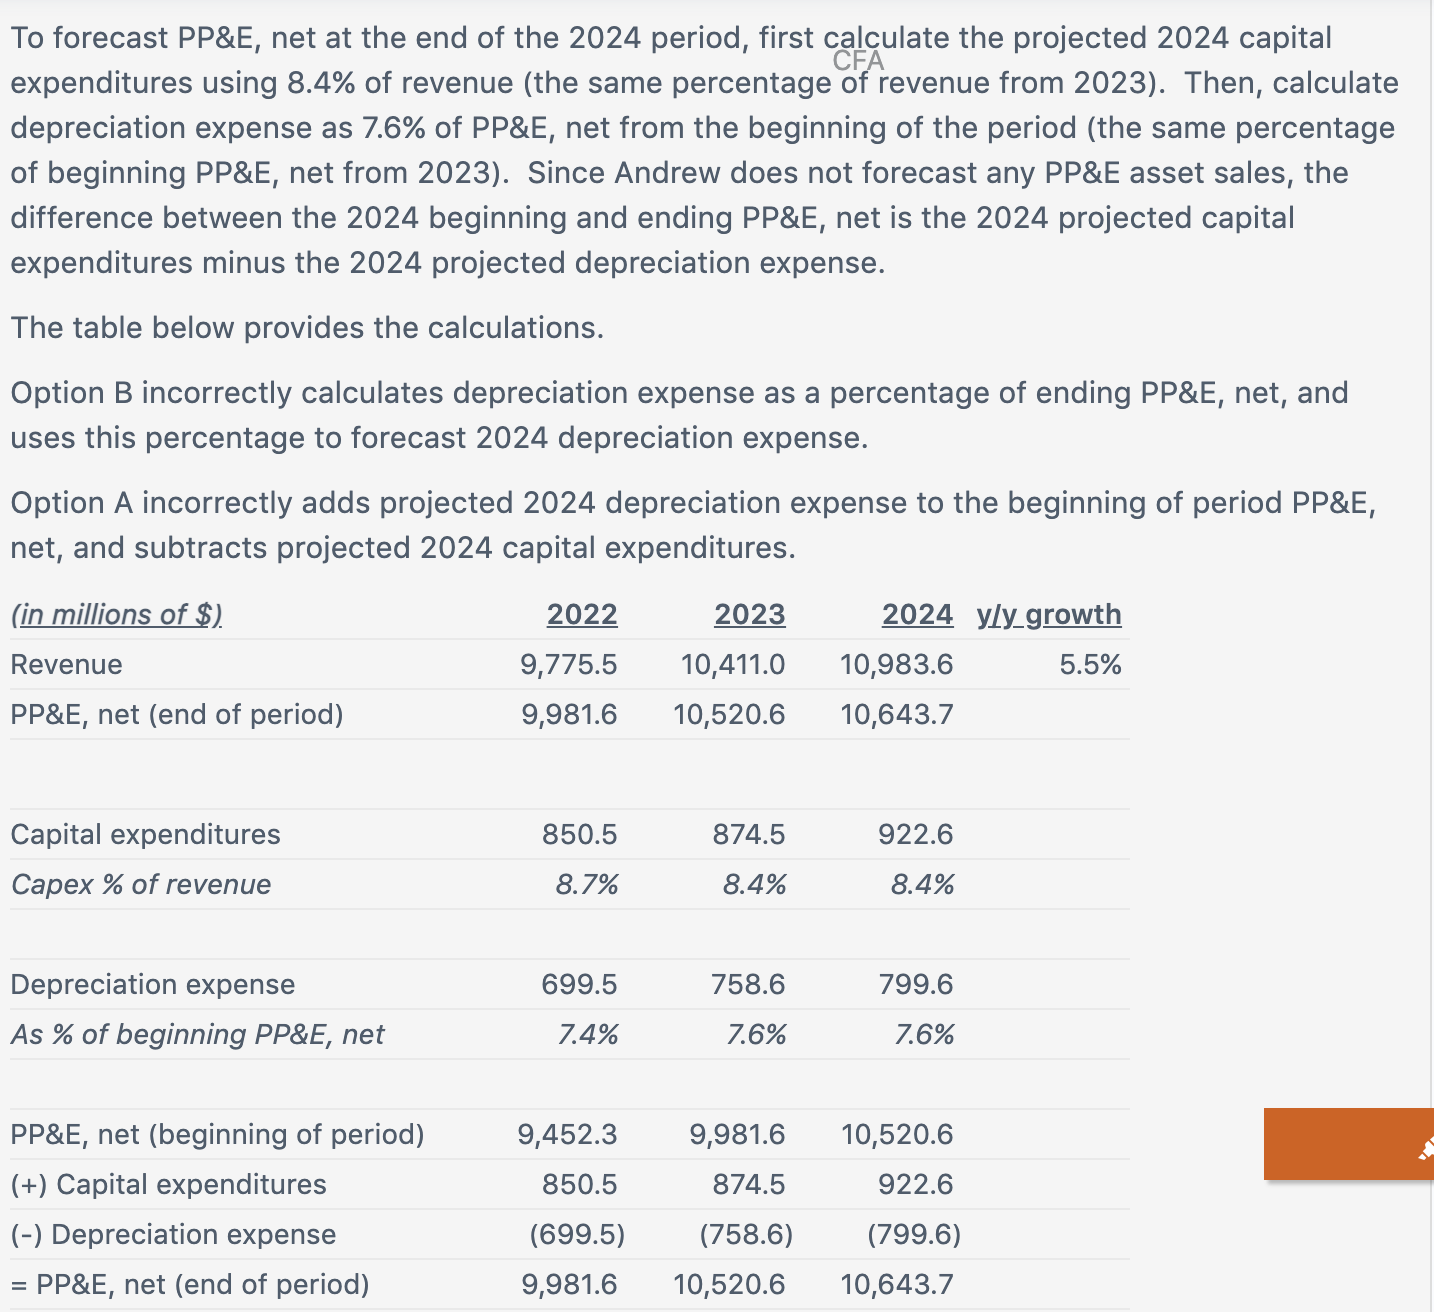 To forecast PP&E, net at the end of the 2024 period, first calculate the projected 2024 capital
CFA
expenditures using 8.4% of revenue (the same percentage of revenue from 2023).  Then, calculate
depreciation expense as 7.6% of PP&E, net from the beginning of the period (the same percentage
of beginning PP&E, net from 2023).  Since Andrew does not forecast any PP&E asset sales, the
difference between the 2024 beginning and ending PP&E, net is the 2024 projected capital
expenditures minus the 2024 projected depreciation expense.
The table below provides the calculations.
Option B incorrectly calculates depreciation expense as a percentage of ending PP&E, net, and
uses this percentage to forecast 2024 depreciation expense.
Option A incorrectly adds projected 2024 depreciation expense to the beginning of period PP&E,
net, and subtracts projected 2024 capital expenditures.
(in millions of $) 2022 2023 2024 y/y growth
Revenue 9,775.5 10,411.0 10,983.6 5.5%
PP&E, net (end of period) 9,981.6 10,520.6 10,643.7
Capital expenditures 850.5 874.5 922.6
Capex % of revenue 8.7% 8.4% 8.4%
Depreciation expense 699.5 758.6 799.6
As % of beginning PP&E, net 7.4% 7.6% 7.6%
PP&E, net (beginning of period) 9,452.3 9,981.6 10,520.6
(+) Capital expenditures 850.5 874.5 922.6
(-) Depreciation expense (699.5) (758.6) (799.6)
= PP&E, net (end of period) 9,981.6 10,520.6 10,643.7